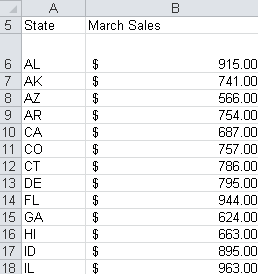 A B
5 State March Sales
6 AL $ 915.00
7 AK $ 741.00
8 AZ $ 566.00
9 AR $ 754.00
10 CA $ 687.00
11 CO $ 757.00
12 CT $ 786.00
13 DE $ 795.00
14 FL $ 944.00
15 GA $ 624.00
16 HI $ 663.00
17 ID $ 895.00
18 IL $ 963.00